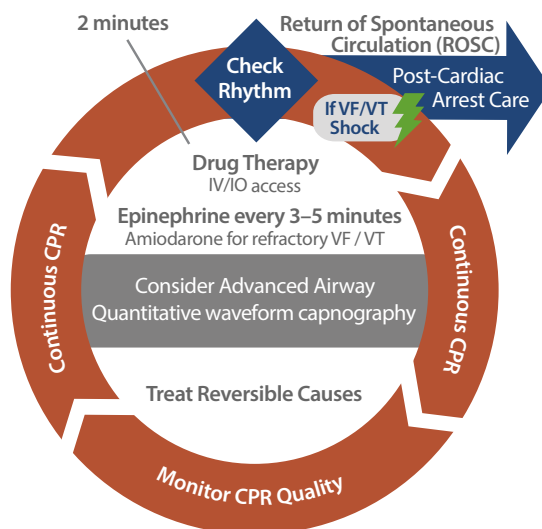 2 minutes
Return of Spontaneous
Circulation (ROSC)
Check
Rhythm
Post-Cardiac
Arrest Care
If VF/VT
Shock
Drug Therapy
IV/IO access
Epinephrine every 3–5 minutes
Amiodarone for refractory VF / VT
Continuous CPR
Continuous CPR
Consider Advanced Airway
Quantitative waveform capnography
Treat Reversible Causes
Monitor CPR Quality